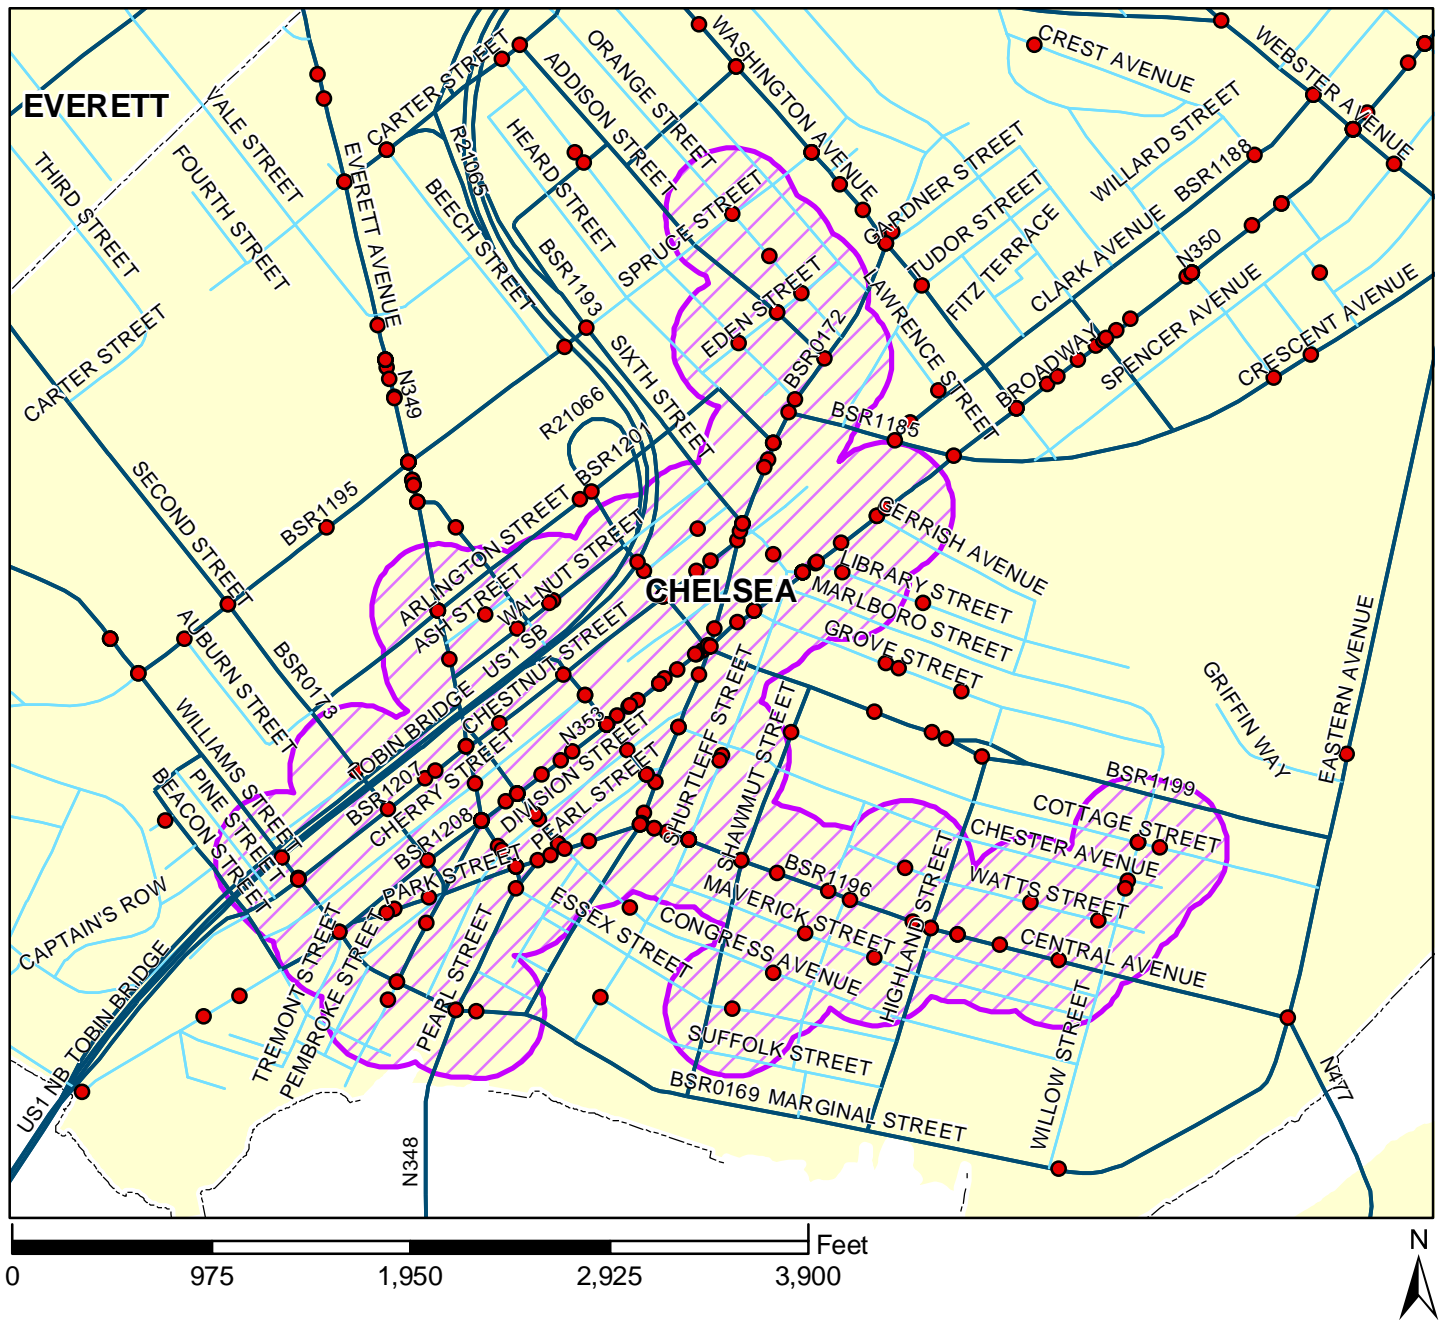 WASHINGTON AVENUE
ORANGE STREET
ADDISON STREET
CREST AVENUE
WEBSTER AVENUE
EVERETT
VALE STREET
CARTER STREET
R21065
HEARD STREET
WILLARD STREET
BSR1188
THIRD STREET
FOURTH STREET
EVERETT AVENUE
BEECH STREET
SPRUCE STREET
GARDNER STREET
TUDOR STREET
FITZ TERRACE
CLARK AVENUE
N350
BSR1193
EDEN STREET
BSR0172
LAWRENCE STREET
BROADWAY
SPENCER AVENUE
CRESCENT AVENUE
CARTER STREET
N349
SIXTH STREET
R21066
BSR1201
BSR1185
SECOND STREET
BSR1195
ARLINGTON STREET
ASH STREET
WALNUT STREET
CHELSEA
GERRISH AVENUE
LIBRARY STREET
MARLBORO STREET
GROVE STREET
AUBURN STREET
BSR0173
US1 SB
TOBIN BRIDGE
CHESTNUT STREET
EASTERN AVENUE
GRIFFIN WAY
WILLIAMS STREET
PINE STREET
BEACON STREET
BSR1207
CHERRY STREET
N353
DIVISION STREET
PEARL STREET
SHURTLEFF STREET
SHAWMUT STREET
BSR1199
COTTAGE STREET
CHESTER AVENUE
WATTS STREET
BSR1208
PARK STREET
BSR1196
MAVERICK STREET
HIGHLAND STREET
CENTRAL AVENUE
CAPTAIN'S ROW
ESSEX STREET
CONGRESS AVENUE
TREMONT STREET
PEMBROKE STREET
PEARL STREET
SUFFOLK STREET
WILLOW STREET
US1 NB TOBIN BRIDGE
BSR0169 MARGINAL STREET
N477
N348
Feet
0 975 1,950 2,925 3,900
N